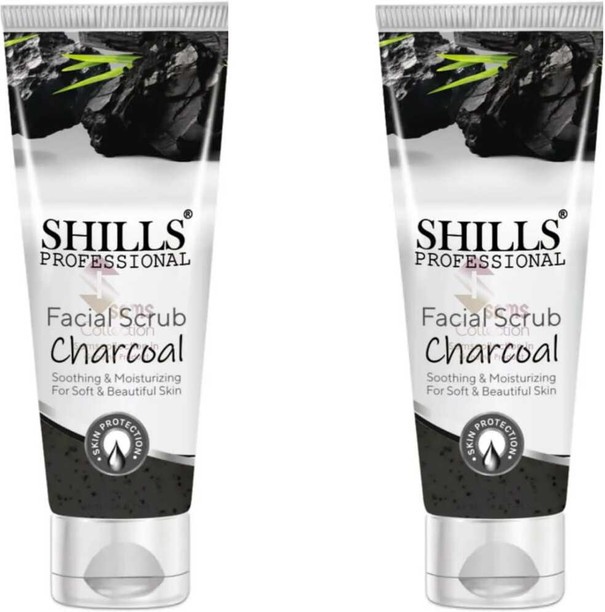 SHILLS®
PROFESSIONAL
Facial Scrub
Charcoal
Soothing & Moisturizing
For Soft & Beautiful Skin
SKIN PROTECTION
SHILLS®
PROFESSIONAL
Facial Scrub
Charcoal
Soothing & Moisturizing
For Soft & Beautiful Skin
SKIN PROTECTION